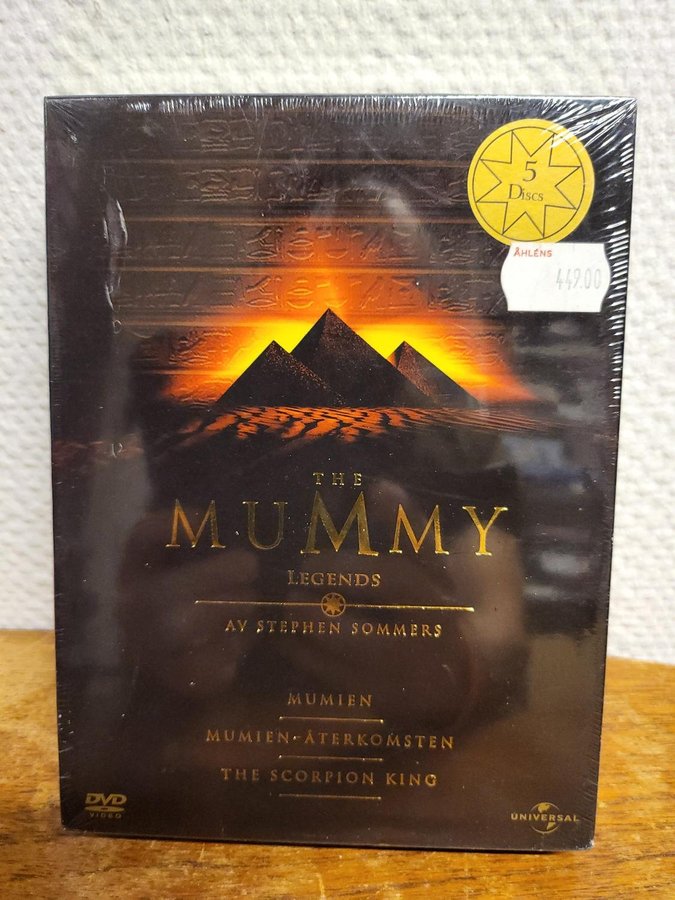 5
Discs
ÅHLÉNS
449.00
THE
MUMMY
LEGENDS
AV STEPHEN SOMMERS
MUMIEN
MUMIEN-ÅTERKOMSTEN
THE SCORPION KING
DVD
VIDEO
UNIVERSAL